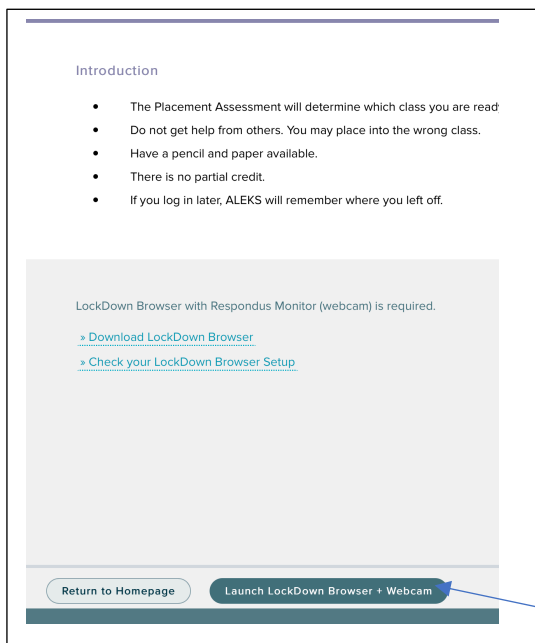 Introduction
• The Placement Assessment will determine which class you are ready
• Do not get help from others. You may place into the wrong class.
• Have a pencil and paper available.
• There is no partial credit.
• If you log in later, ALEKS will remember where you left off.
LockDown Browser with Respondus Monitor (webcam) is required.
» Download LockDown Browser
» Check your LockDown Browser Setup
Return to Homepage
Launch LockDown Browser + Webcam